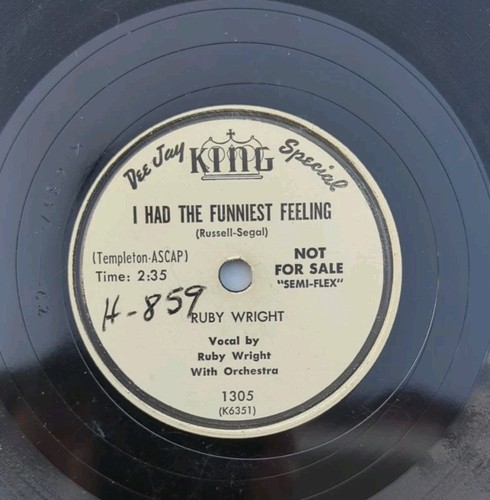 Dee Jay KING Special
I HAD THE FUNNIEST FEELING
(Russell-Segal)
(Templeton-ASCAP)
Time: 2:35
NOT
FOR SALE
"SEMI-FLEX"
H-859
RUBY WRIGHT
Vocal by
Ruby Wright
With Orchestra
1305
(K6351)